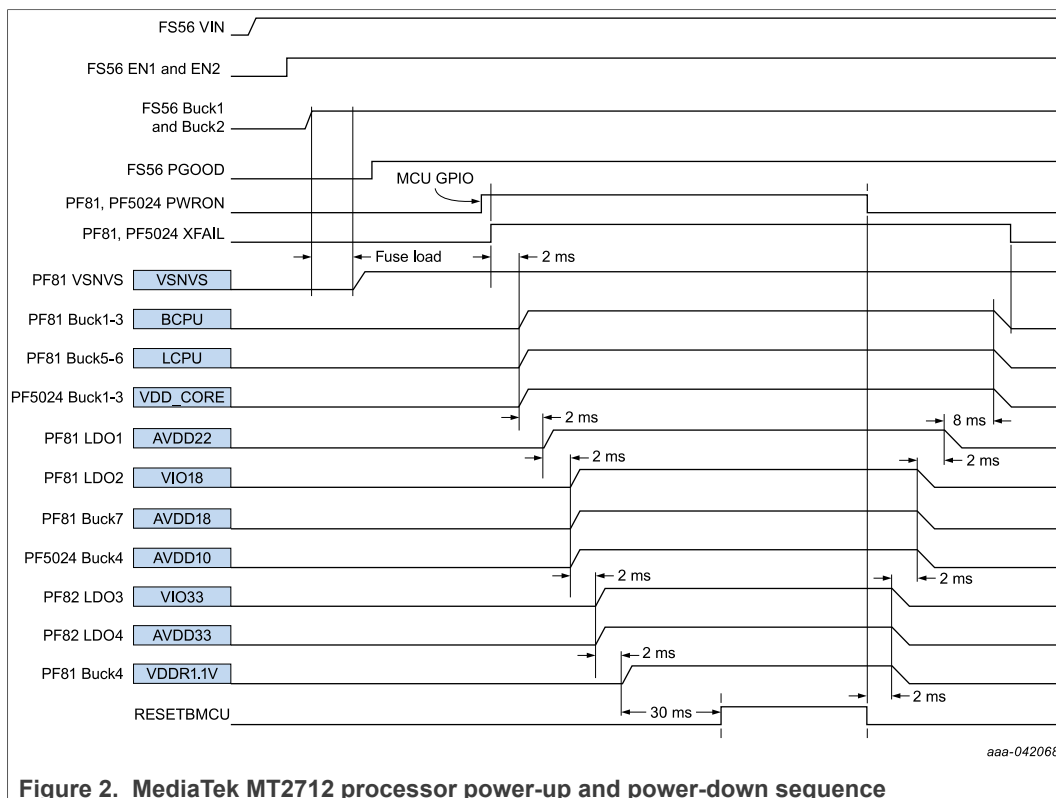 FS56 VIN
FS56 EN1 and EN2
FS56 Buck1
and Buck2
FS56 PGOOD
MCU GPIO
PF81, PF5024 PWRON
PF81, PF5024 XFAIL
Fuse load
2 ms
PF81 VSNVS VSNVS
PF81 Buck1-3 BCPU
PF81 Buck5-6 LCPU
PF5024 Buck1-3 VDD_CORE
2 ms
8 ms
PF81 LDO1 AVDD22
2 ms
2 ms
PF81 LDO2 VIO18
PF81 Buck7 AVDD18
PF5024 Buck4 AVDD10
2 ms
2 ms
PF82 LDO3 VIO33
PF82 LDO4 AVDD33
2 ms
PF81 Buck4 VDDR1.1V
2 ms
RESETBMCU
30 ms
aaa-042068
Figure 2. MediaTek MT2712 processor power-up and power-down sequence